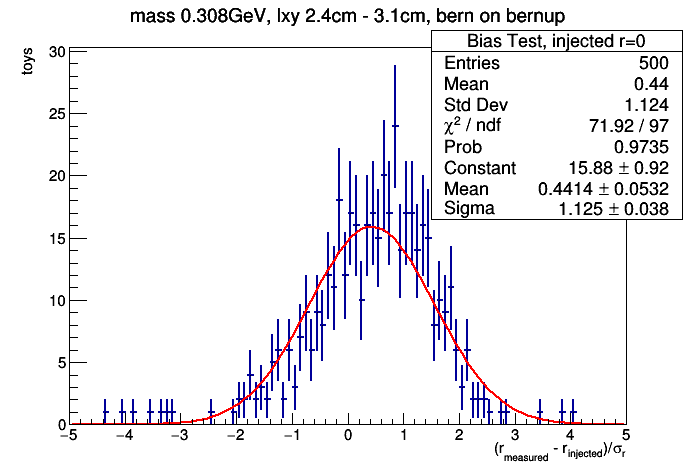 mass 0.308GeV, lxy 2.4cm - 3.1cm, bern on bernup
Bias Test, injected r=0
Entries 500
Mean 0.44
Std Dev 1.124
χ² / ndf 71.92 / 97
Prob 0.9735
Constant 15.88 ± 0.92
Mean 0.4414 ± 0.0532
Sigma 1.125 ± 0.038
toys
30
25
20
15
10
5
0
−5 −4 −3 −2 −1 0 1 2 3 4 5
(r_measured - r_injected)/σ_r